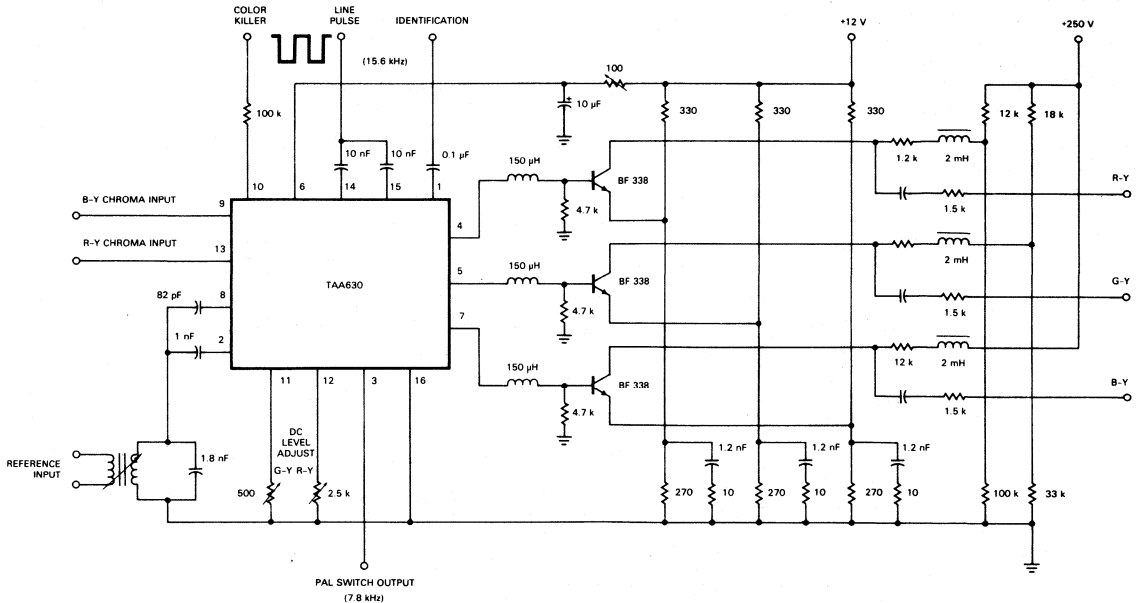 COLOR
KILLER
LINE
PULSE
IDENTIFICATION
+12 V
+250 V
(15.6 kHz)
100
100 k
+
10 µF
330
330
330
12 k
18 k
10 nF
10 nF
0.1 µF
150 µH
BF 338
1.2 k
2 mH
10
6
14
15
1
B-Y CHROMA INPUT
9
4
4.7 k
R-Y
1.5 k
R-Y CHROMA INPUT
13
TAA630
5
150 µH
BF 338
2 mH
82 pF
8
4.7 k
G-Y
1.5 k
1 nF
2
7
150 µH
BF 338
12 k
2 mH
11
12
3
16
4.7 k
B-Y
1.5 k
REFERENCE
INPUT
1.8 nF
DC
LEVEL
ADJUST
G-Y R-Y
1.2 nF
1.2 nF
1.2 nF
500
2.5 k
270
10
270
10
270
10
100 k
33 k
PAL SWITCH OUTPUT
(7.8 kHz)